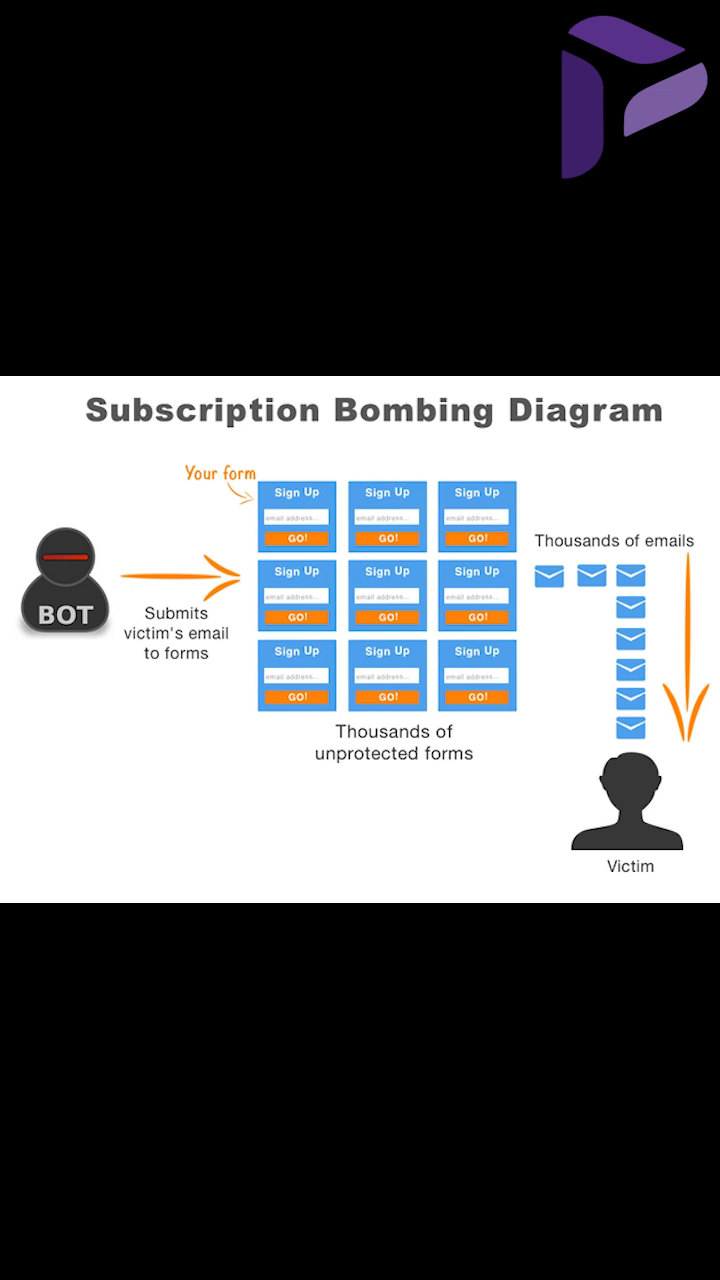 Subscription Bombing Diagram
Your form
Sign Up
email address...
GO!
Sign Up
email address...
GO!
Sign Up
email address...
GO!
Sign Up
email address...
GO!
Sign Up
email address...
GO!
Sign Up
email address...
GO!
Sign Up
email address...
GO!
Sign Up
email address...
GO!
Sign Up
email address...
GO!
BOT
Submits
victim's email
to forms
Thousands of
unprotected forms
Thousands of emails
Victim